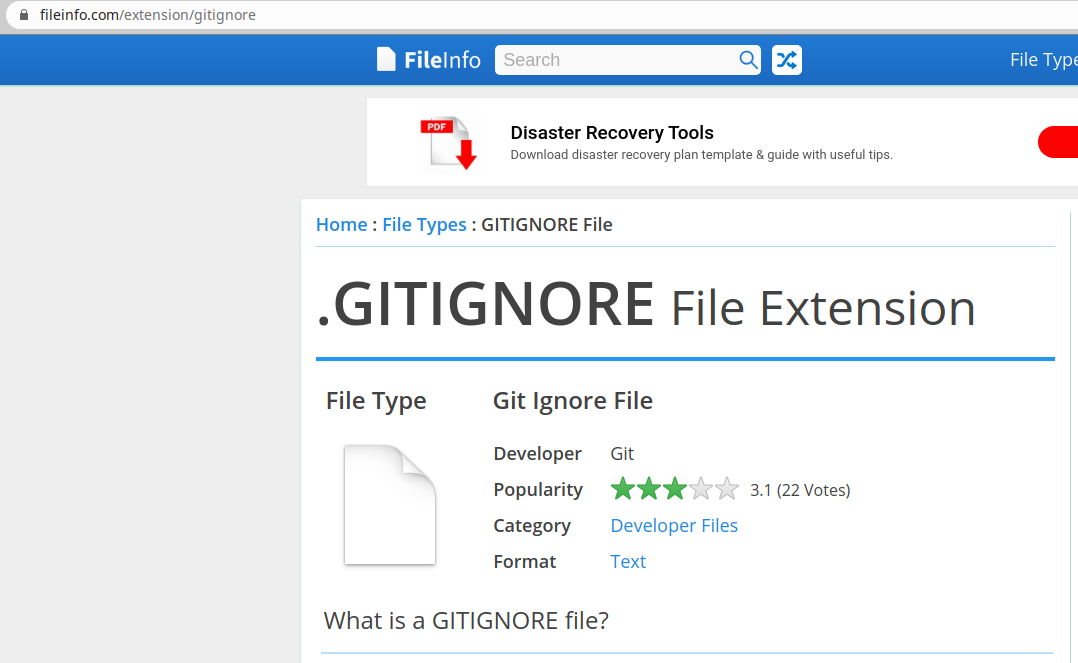 fileinfo.com/extension/gitignore
FileInfo
Search
File Type
PDF
Disaster Recovery Tools
Download disaster recovery plan template & guide with useful tips.
Home : File Types : GITIGNORE File
.GITIGNORE File Extension
File Type
Git Ignore File
Developer Git
Popularity 3.1 (22 Votes)
Category Developer Files
Format Text
What is a GITIGNORE file?